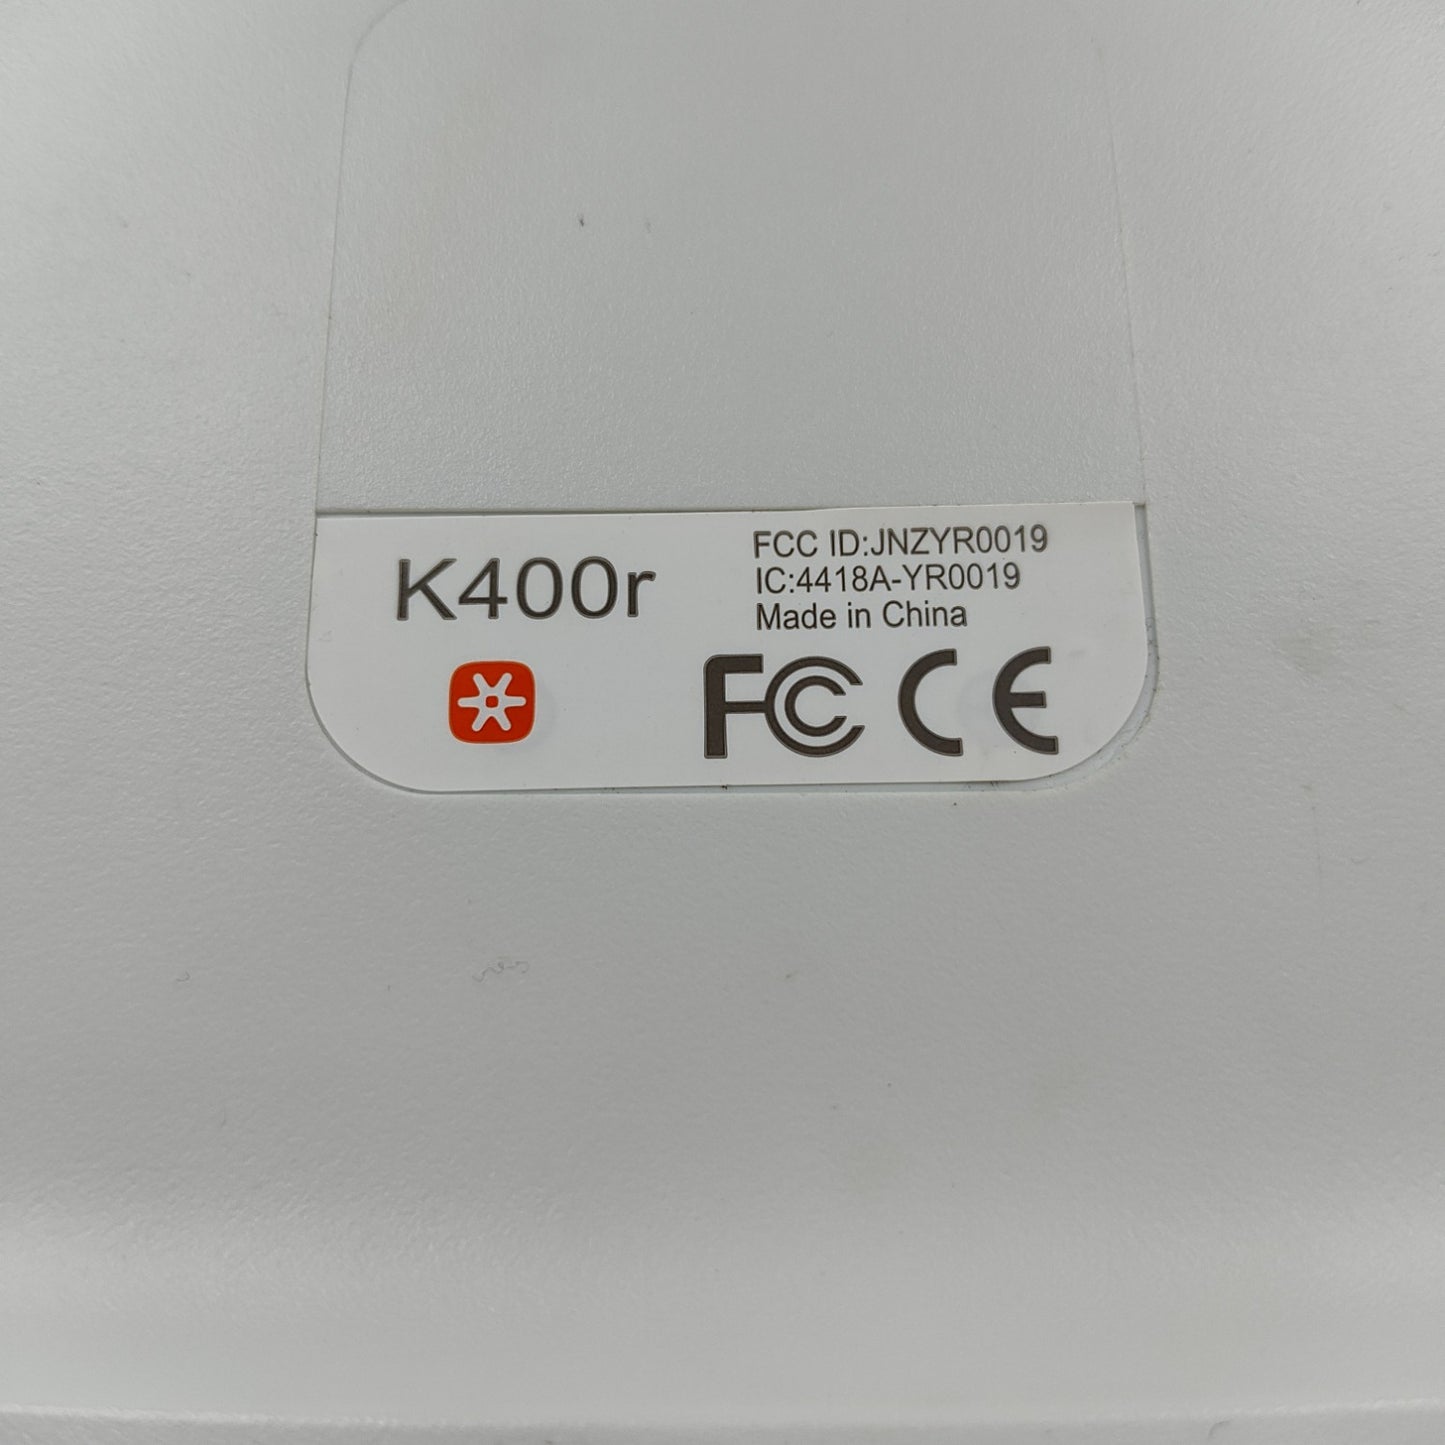 K400r
FCC ID:JNZYR0019
IC:4418A-YR0019
Made in China
FC CE